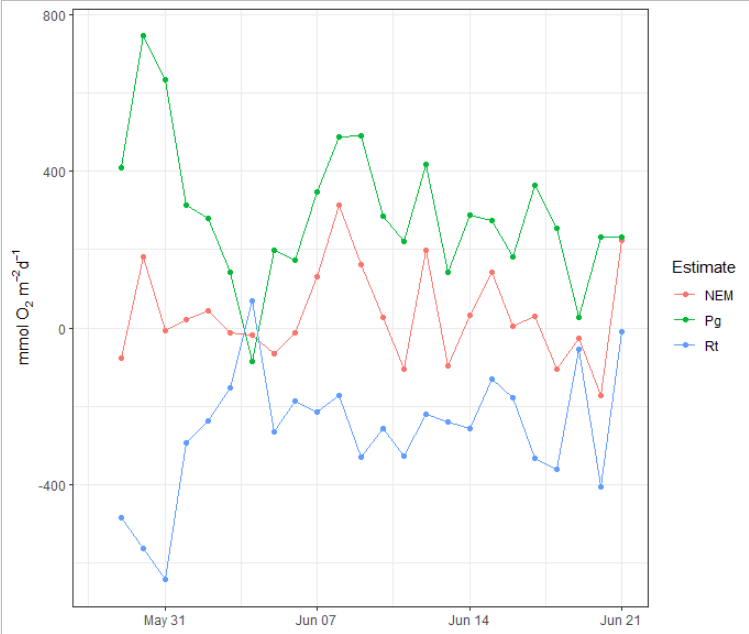 800
400
0
-400
mmol O₂ m⁻²d⁻¹
May 31
Jun 07
Jun 14
Jun 21
Estimate
NEM
Pg
Rt